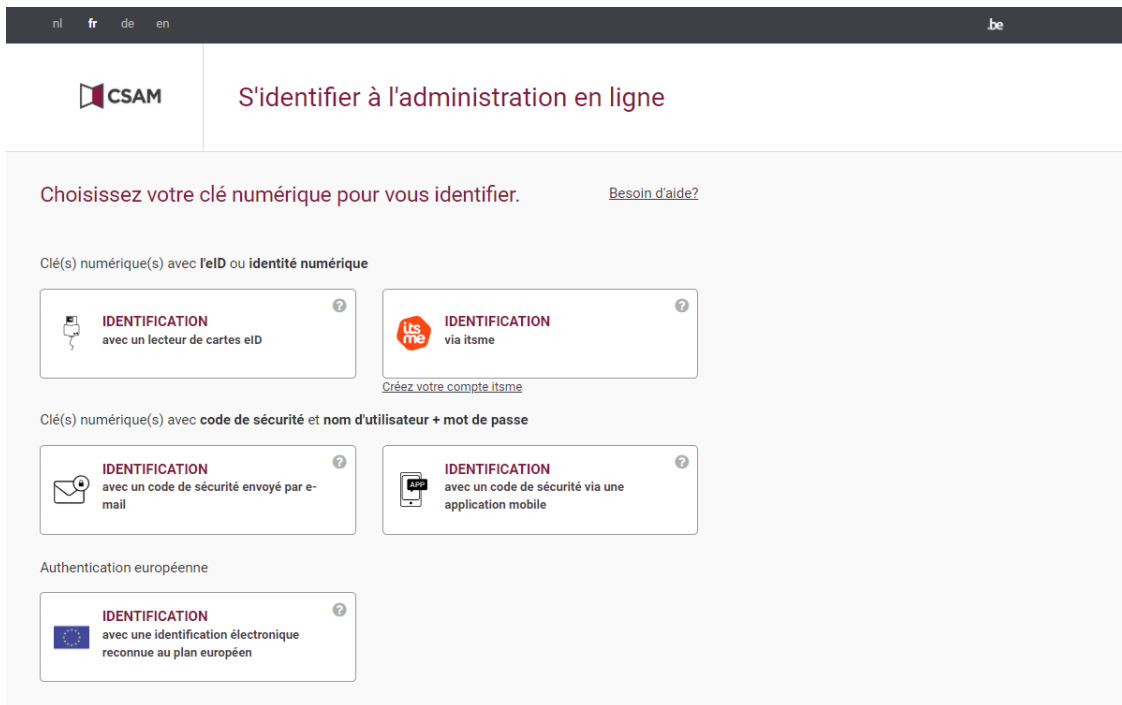 nl fr de en
.be
CSAM
S'identifier à l'administration en ligne
Choisissez votre clé numérique pour vous identifier.
Besoin d'aide?
Clé(s) numérique(s) avec l'eID ou identité numérique
IDENTIFICATION
avec un lecteur de cartes eID
?
its
me
IDENTIFICATION
via itsme
?
Créez votre compte itsme
Clé(s) numérique(s) avec code de sécurité et nom d'utilisateur + mot de passe
IDENTIFICATION
avec un code de sécurité envoyé par e-
mail
?
APP
IDENTIFICATION
avec un code de sécurité via une
application mobile
?
Authentication européenne
IDENTIFICATION
avec une identification électronique
reconnue au plan européen
?